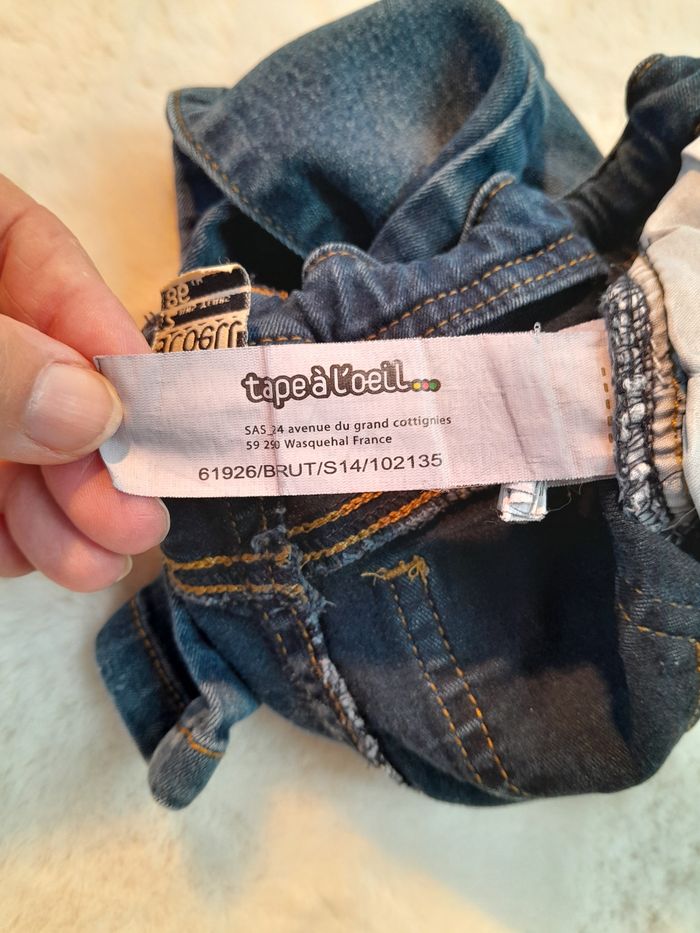 tape à l'oeil...
SAS 24 avenue du grand cottignies
59 290 Wasquehal France
61926/BRUT/S14/102135